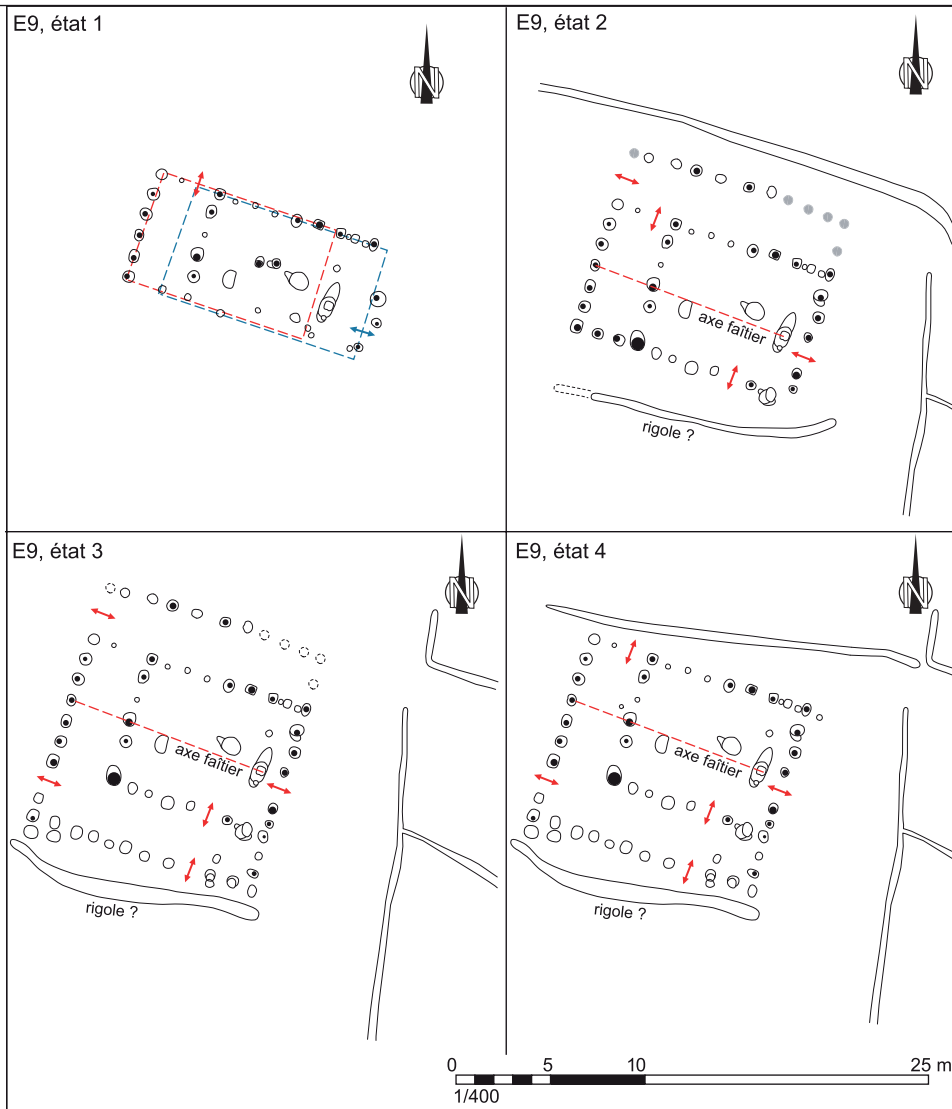 E9, état 1
N
E9, état 2
N
axe faîtier
rigole ?
E9, état 3
N
axe faîtier
rigole ?
E9, état 4
N
axe faîtier
rigole ?
0 5 10 25 m
1/400